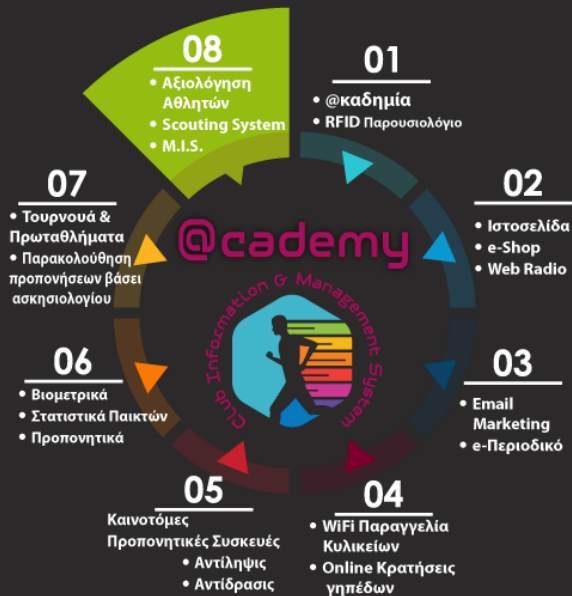 08
• Αξιολόγηση
Αθλητών
• Scouting System
• M.I.S.
01
• @καδημία
• RFID Παρουσιολόγιο
02
• Ιστοσελίδα
• e-Shop
• Web Radio
03
• Email
Marketing
• e-Περιοδικό
04
• WiFi Παραγγελία
Κυλικείων
• Online Κρατήσεις
γηπέδων
05
Καινοτόμες
Προπονητικές Συσκευές
• Αντίληψις
• Αντίδρασις
06
• Βιομετρικά
• Στατιστικά Παικτών
• Προπονητικά
07
• Τουρνουά &
Πρωταθλήματα
• Παρακολούθηση
προπονήσεων βάσει
ασκησιολογίου
@cademy
Club Information & Management System